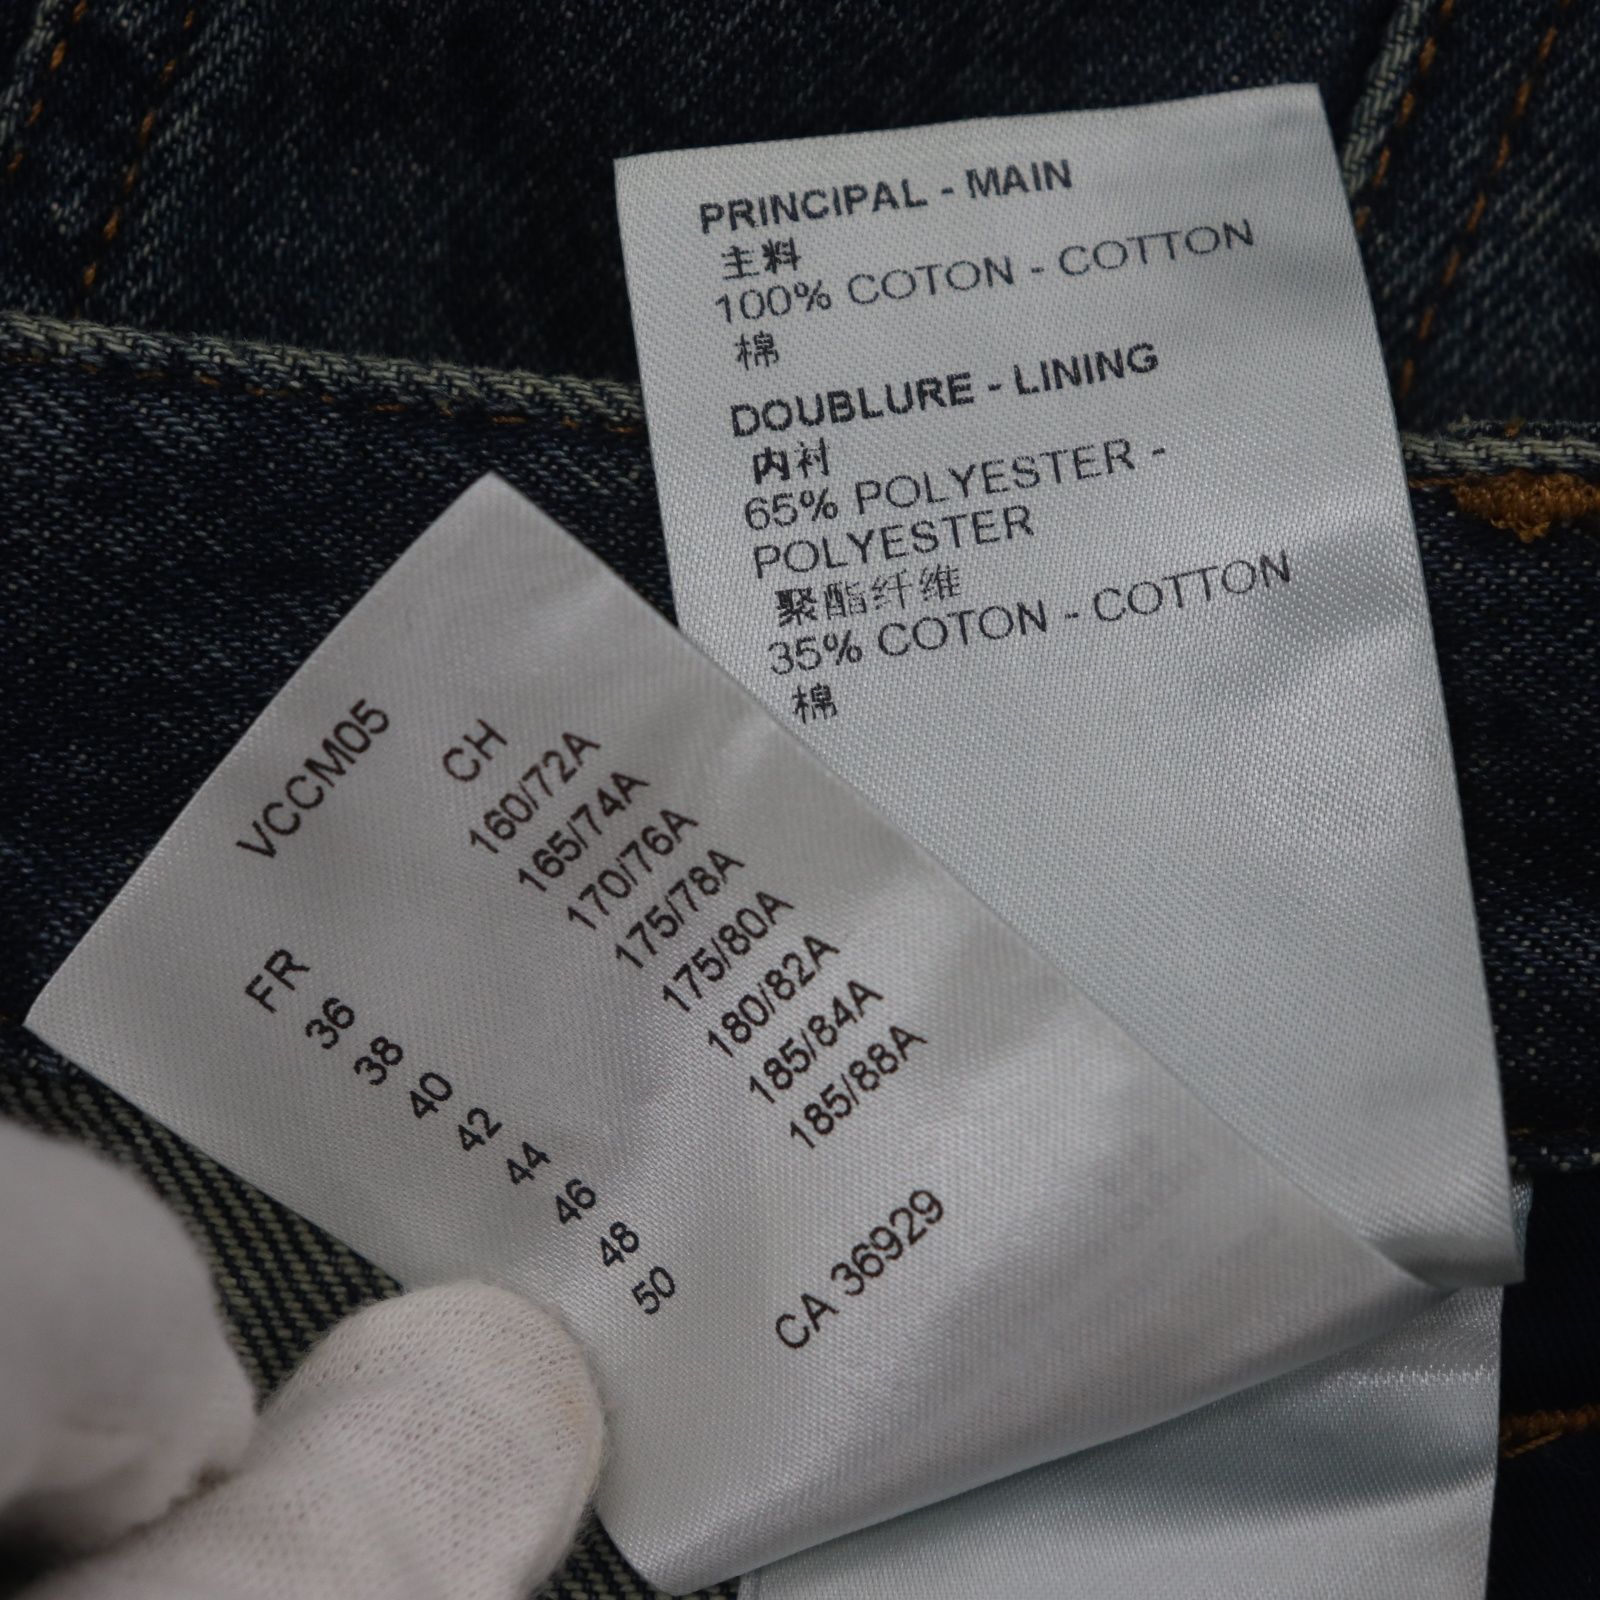 PRINCIPAL - MAIN
主料
100% COTON - COTTON
棉
DOUBLURE - LINING
内衬
65% POLYESTER -
POLYESTER
聚酯纤维
35% COTON - COTTON
棉
VCCM05
FR CH
36 160/72A
38 165/74A
40 170/76A
42 175/78A
44 175/80A
46 180/82A
48 185/84A
50 185/88A
CA 36929